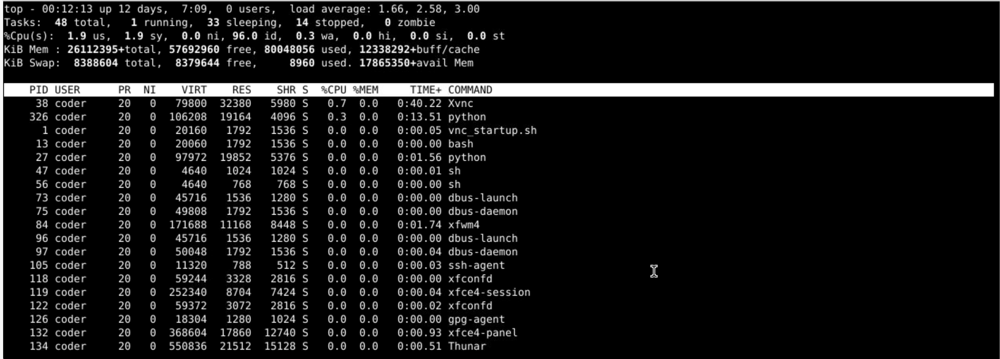 top - 00:12:13 up 12 days,  7:09,  0 users,  load average: 1.66, 2.58, 3.00
Tasks:  48 total,   1 running,  33 sleeping,  14 stopped,   0 zombie
%Cpu(s):  1.9 us,  1.9 sy,  0.0 ni, 96.0 id,  0.3 wa,  0.0 hi,  0.0 si,  0.0 st
KiB Mem : 26112395+total, 57692960 free, 80048056 used, 12338292+buff/cache
KiB Swap:  8388604 total,  8379644 free,     8960 used. 17865350+avail Mem
PID USER      PR  NI    VIRT    RES    SHR S  %CPU %MEM     TIME+ COMMAND
38 coder     20   0   79800  32380   5980 S   0.7  0.0   0:40.22 Xvnc
326 coder     20   0  106208  19164   4096 S   0.3  0.0   0:13.51 python
1 coder     20   0   20160   1792   1536 S   0.0  0.0   0:00.05 vnc_startup.sh
13 coder     20   0   20060   1792   1536 S   0.0  0.0   0:00.00 bash
27 coder     20   0   97972  19852   5376 S   0.0  0.0   0:01.56 python
47 coder     20   0    4640   1024   1024 S   0.0  0.0   0:00.01 sh
56 coder     20   0    4640    768    768 S   0.0  0.0   0:00.00 sh
73 coder     20   0   45716   1536   1280 S   0.0  0.0   0:00.00 dbus-launch
75 coder     20   0   49808   1792   1536 S   0.0  0.0   0:00.00 dbus-daemon
84 coder     20   0  171688  11168   8448 S   0.0  0.0   0:01.74 xfwm4
96 coder     20   0   45716   1536   1280 S   0.0  0.0   0:00.00 dbus-launch
97 coder     20   0   50048   1792   1536 S   0.0  0.0   0:00.04 dbus-daemon
105 coder     20   0   11320    788    512 S   0.0  0.0   0:00.03 ssh-agent
118 coder     20   0   59244   3328   2816 S   0.0  0.0   0:00.00 xfconfd
119 coder     20   0  252340   8704   7424 S   0.0  0.0   0:00.04 xfce4-session
122 coder     20   0   59372   3072   2816 S   0.0  0.0   0:00.02 xfconfd
126 coder     20   0   18304   1280   1024 S   0.0  0.0   0:00.00 gpg-agent
132 coder     20   0  368604  17860  12740 S   0.0  0.0   0:00.93 xfce4-panel
134 coder     20   0  550836  21512  15128 S   0.0  0.0   0:00.51 Thunar